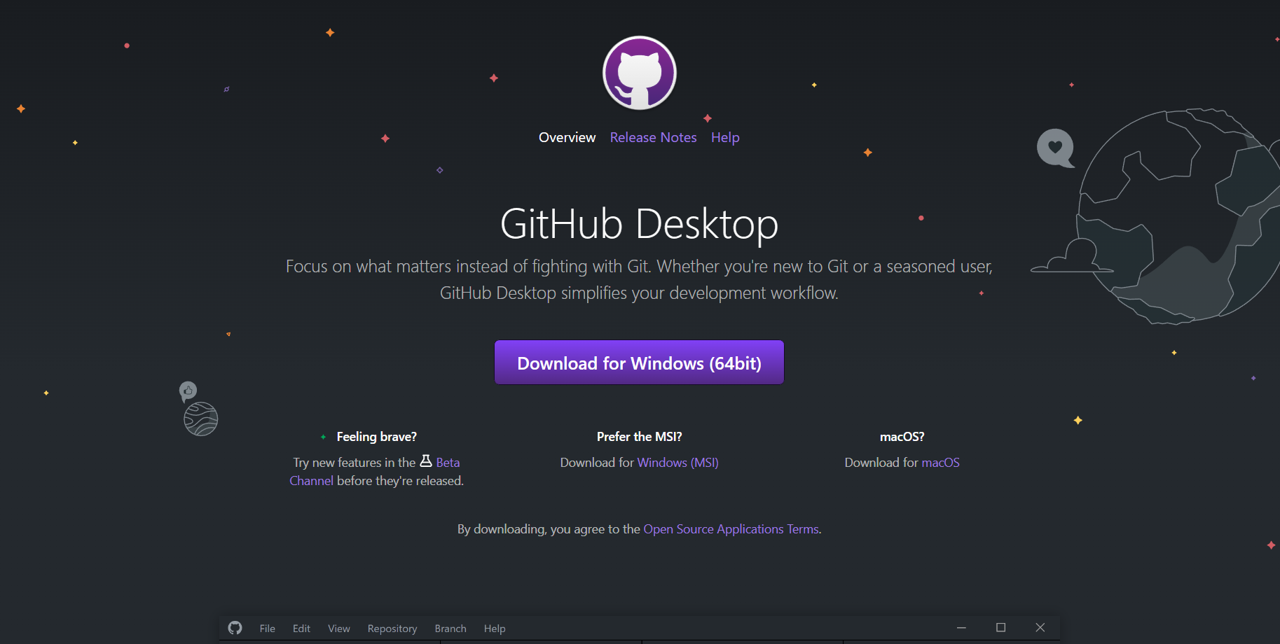 Overview Release Notes Help
GitHub Desktop
Focus on what matters instead of fighting with Git. Whether you're new to Git or a seasoned user,
GitHub Desktop simplifies your development workflow.
Download for Windows (64bit)
Feeling brave?
Try new features in the Beta
Channel before they're released.
Prefer the MSI?
Download for Windows (MSI)
macOS?
Download for macOS
By downloading, you agree to the Open Source Applications Terms.
File Edit View Repository Branch Help